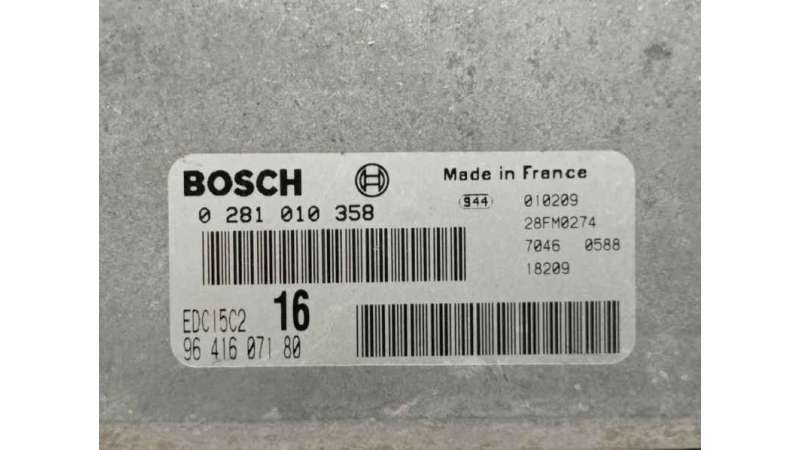 BOSCH
Made in France
0 281 010 358
944 010209
28FM0274
7046 0588
18209
EDC15C2 16
96 416 071 80